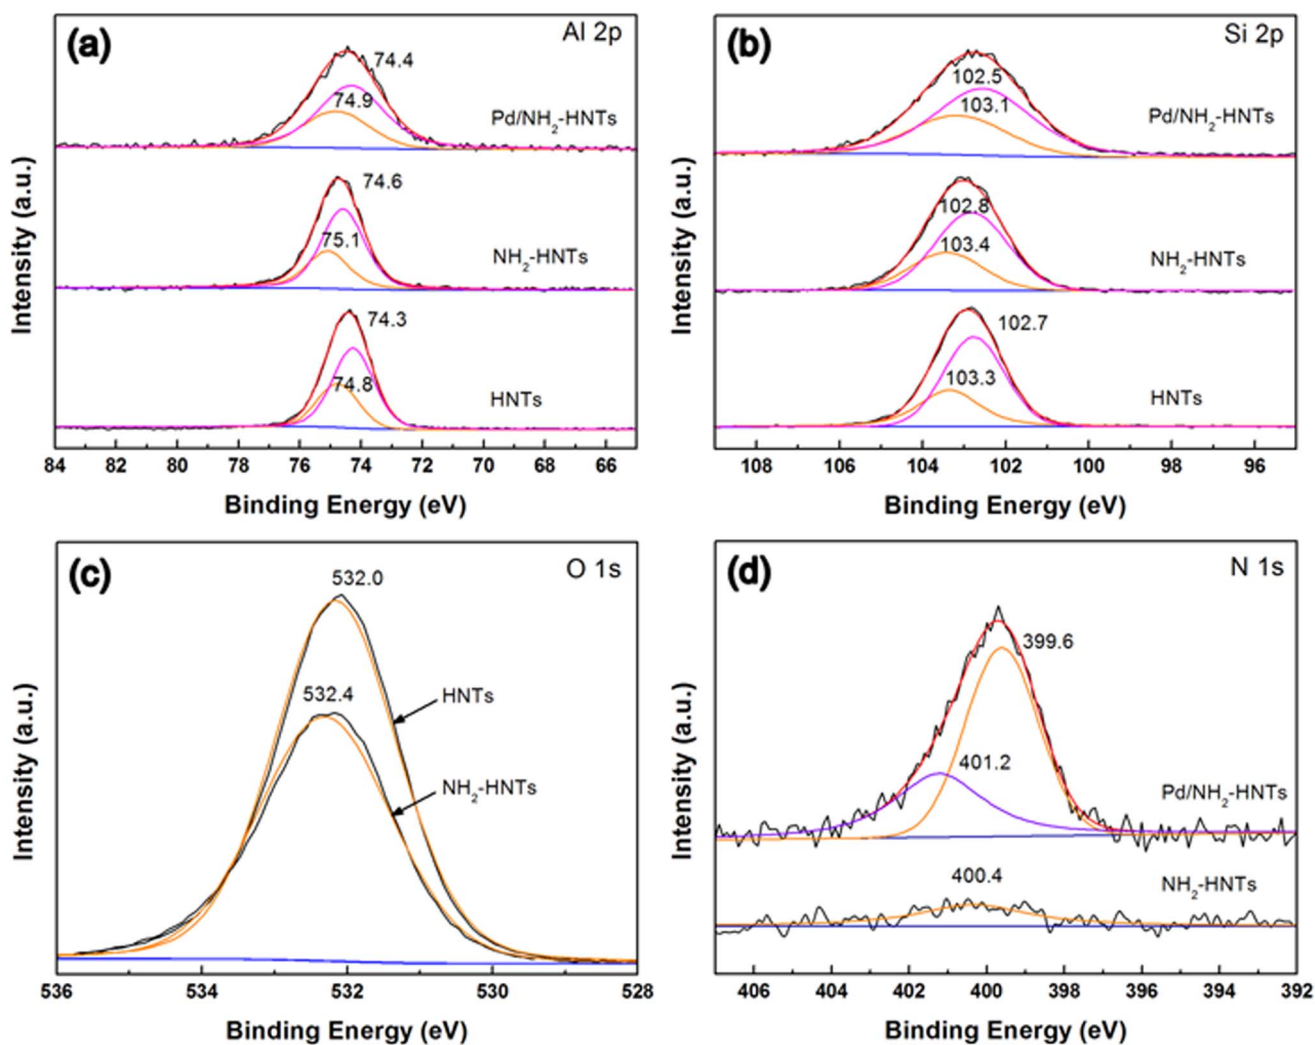 (a)
Al 2p
74.4
74.9
Pd/NH₂-HNTs
74.6
75.1
NH₂-HNTs
74.3
74.8
HNTs
Intensity (a.u.)
84 82 80 78 76 74 72 70 68 66
Binding Energy (eV)
(b)
Si 2p
102.5
103.1
Pd/NH₂-HNTs
102.8
103.4
NH₂-HNTs
102.7
103.3
HNTs
Intensity (a.u.)
108 106 104 102 100 98 96
Binding Energy (eV)
(c)
O 1s
532.0
532.4
HNTs
NH₂-HNTs
Intensity (a.u.)
536 534 532 530 528
Binding Energy (eV)
(d)
N 1s
399.6
401.2
Pd/NH₂-HNTs
400.4
NH₂-HNTs
Intensity (a.u.)
406 404 402 400 398 396 394 392
Binding Energy (eV)